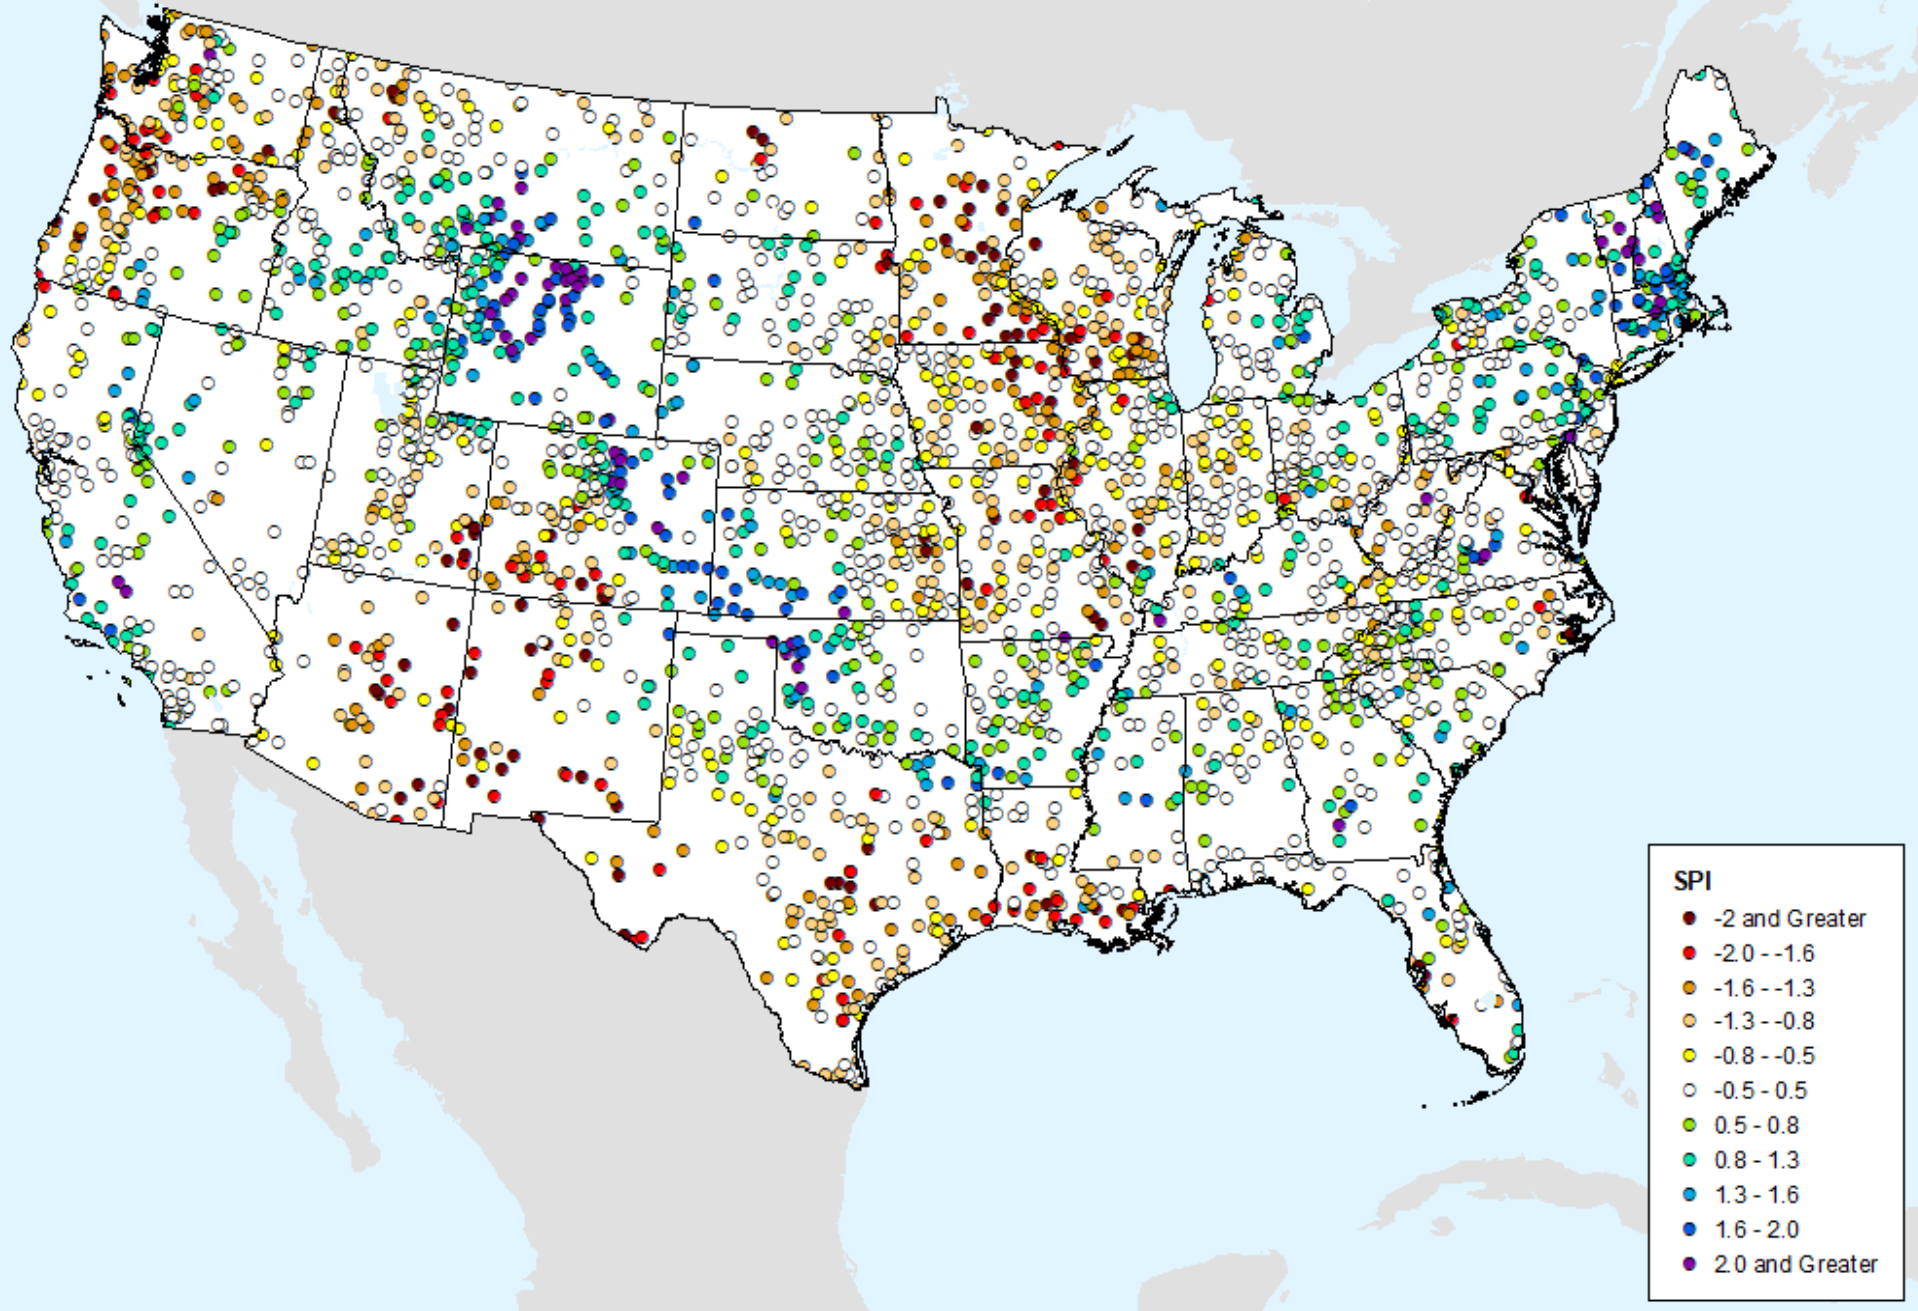 SPI
-2 and Greater
-2.0 - -1.6
-1.6 - -1.3
-1.3 - -0.8
-0.8 - -0.5
-0.5 - 0.5
0.5 - 0.8
0.8 - 1.3
1.3 - 1.6
1.6 - 2.0
2.0 and Greater